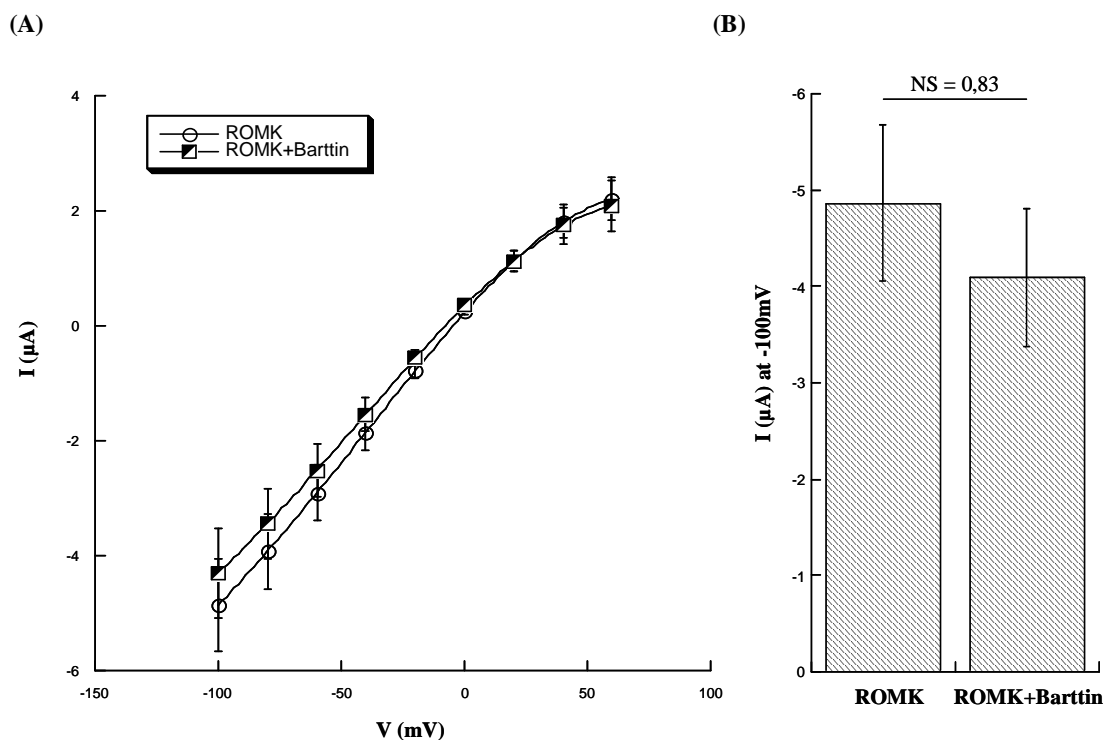 (A)
(B)
4
2
0
-2
-4
-6
-150
-100
-50
0
50
100
I (µA)
V (mV)
ROMK
ROMK+Barttin
NS = 0,83
-6
-5
-4
-3
-2
-1
0
I (µA) at -100mV
ROMK
ROMK+Barttin